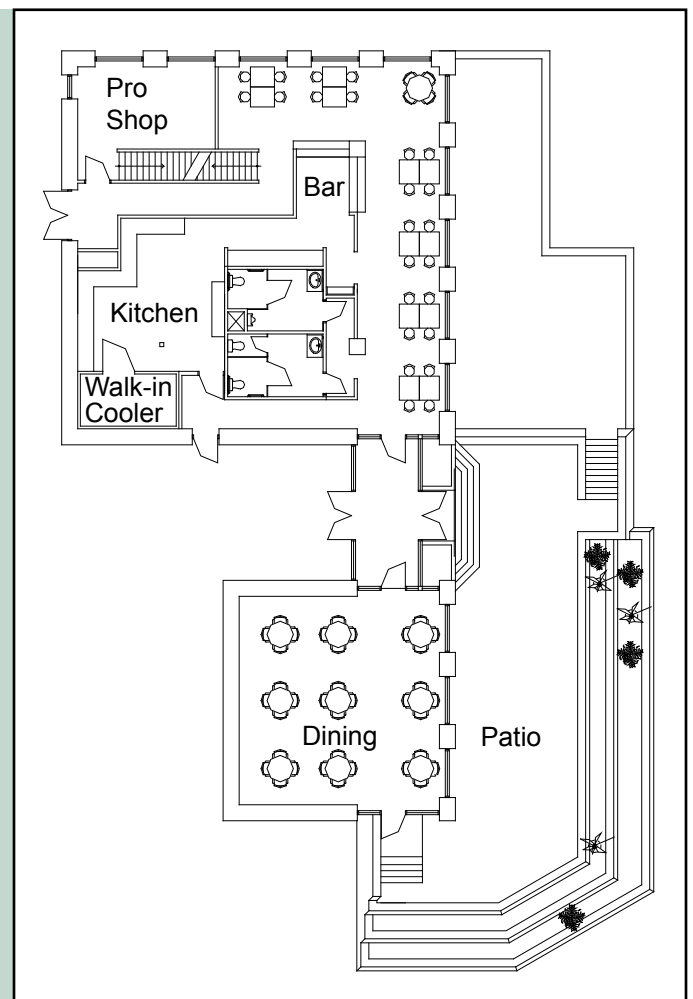 Pro
Shop
Bar
Kitchen
Walk-in
Cooler
Dining
Patio